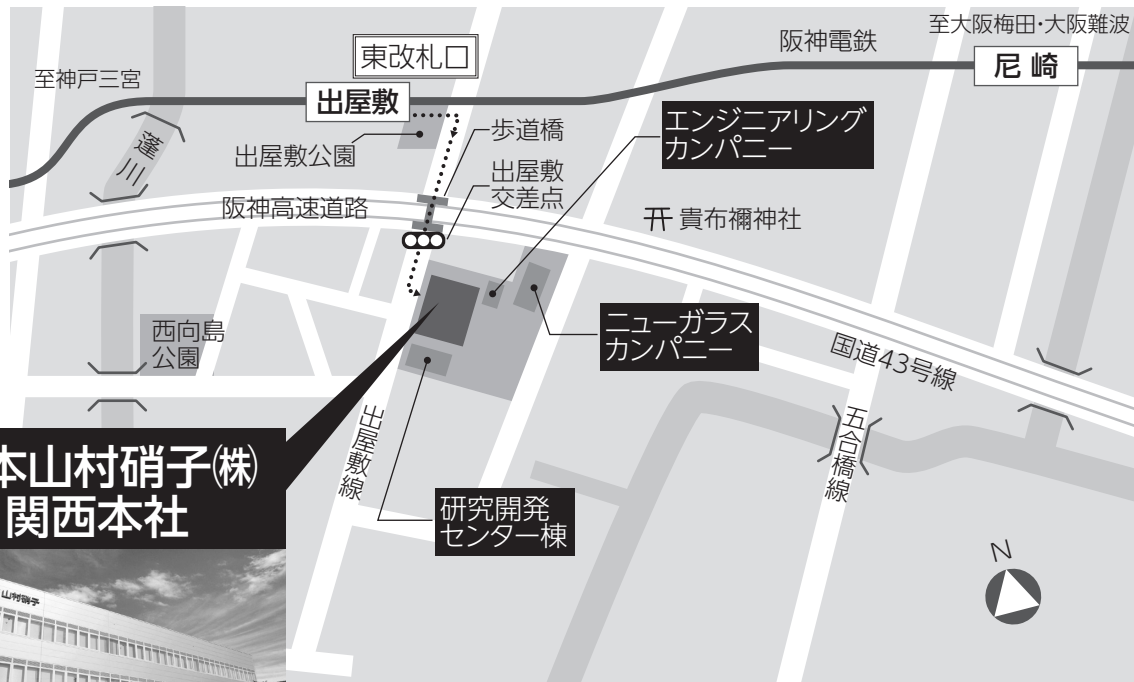 至大阪梅田・大阪難波
阪神電鉄
尼崎
東改札口
至神戸三宮
出屋敷
エンジニアリング
カンパニー
歩道橋
蓬川
出屋敷公園
出屋敷
交差点
阪神高速道路
貴布禰神社
西向島
公園
ニューガラス
カンパニー
国道43号線
出屋敷線
五合橋線
本山村硝子㈱
関西本社
研究開発
センター棟
N
山村硝子